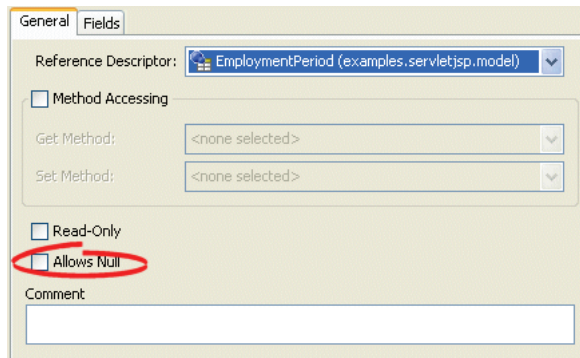 General Fields
Reference Descriptor: EmploymentPeriod (examples.servletjsp.model)
Method Accessing
Get Method: <none selected>
Set Method: <none selected>
Read-Only
Allows Null
Comment